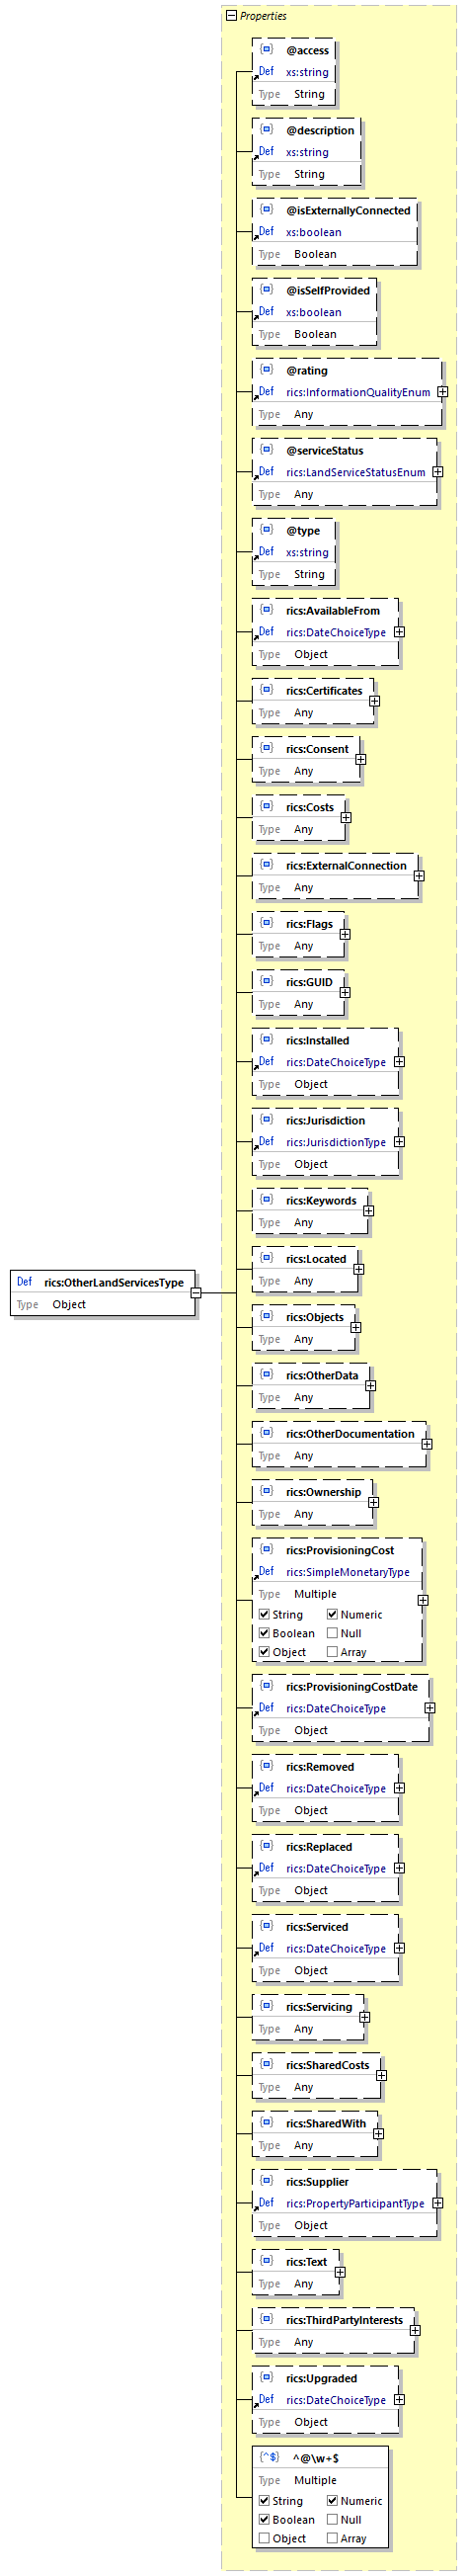 Properties
@access
Def xs:string
Type String
@description
Def xs:string
Type String
@isExternallyConnected
Def xs:boolean
Type Boolean
@isSelfProvided
Def xs:boolean
Type Boolean
@rating
Def rics:InformationQualityEnum
Type Any
@serviceStatus
Def rics:LandServiceStatusEnum
Type Any
@type
Def xs:string
Type String
rics:AvailableFrom
Def rics:DateChoiceType
Type Object
rics:Certificates
Type Any
rics:Consent
Type Any
rics:Costs
Type Any
rics:ExternalConnection
Type Any
rics:Flags
Type Any
rics:GUID
Type Any
rics:Installed
Def rics:DateChoiceType
Type Object
rics:Jurisdiction
Def rics:JurisdictionType
Type Object
rics:Keywords
Type Any
rics:Located
Type Any
Def rics:OtherLandServicesType
Type Object
rics:Objects
Type Any
rics:OtherData
Type Any
rics:OtherDocumentation
Type Any
rics:Ownership
Type Any
rics:ProvisioningCost
Def rics:SimpleMonetaryType
Type Multiple
String Numeric
Boolean Null
Object Array
rics:ProvisioningCostDate
Def rics:DateChoiceType
Type Object
rics:Removed
Def rics:DateChoiceType
Type Object
rics:Replaced
Def rics:DateChoiceType
Type Object
rics:Serviced
Def rics:DateChoiceType
Type Object
rics:Servicing
Type Any
rics:SharedCosts
Type Any
rics:SharedWith
Type Any
rics:Supplier
Def rics:PropertyParticipantType
Type Object
rics:Text
Type Any
rics:ThirdPartyInterests
Type Any
rics:Upgraded
Def rics:DateChoiceType
Type Object
{^$} ^@\w+$
Type Multiple
String Numeric
Boolean Null
Object Array